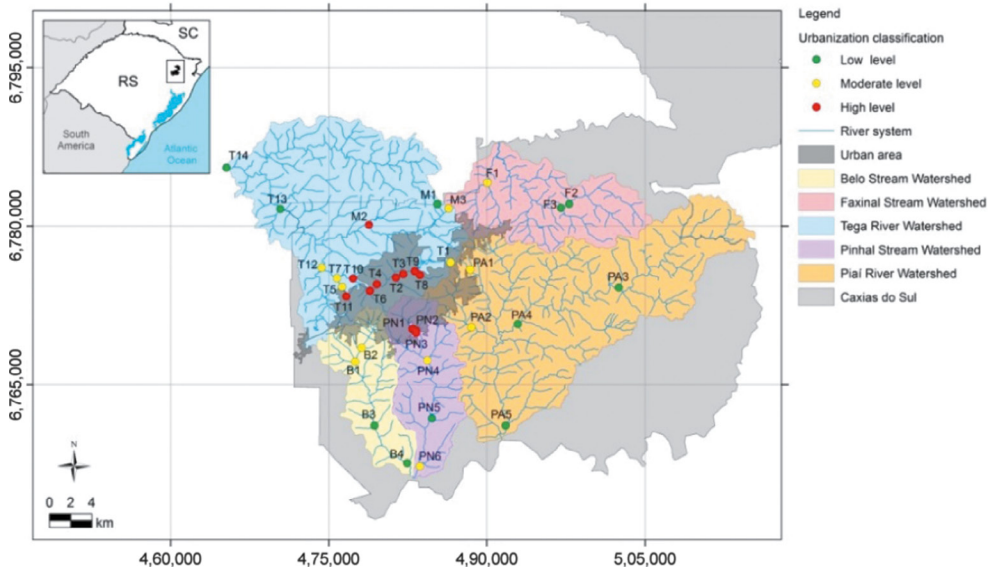 SC
RS
South
America
Atlantic
Ocean
6,795,000
6,780,000
6,765,000
4,60,000
4,75,000
4,90,000
5,05,000
T14
T13
M1
M3
F1
F2
F3
M2
T12
T7
T10
T4
T3
T9
T1
PA1
T5
T11
T6
T2
T8
PA3
PN1
PN2
PA2
PA4
PN3
B2
B1
PN4
B3
PN5
PA5
B4
PN6
N
0 2 4
km
Legend
Urbanization classification
Low level
Moderate level
High level
River system
Urban area
Belo Stream Watershed
Faxinal Stream Watershed
Tega River Watershed
Pinhal Stream Watershed
Piaí River Watershed
Caxias do Sul